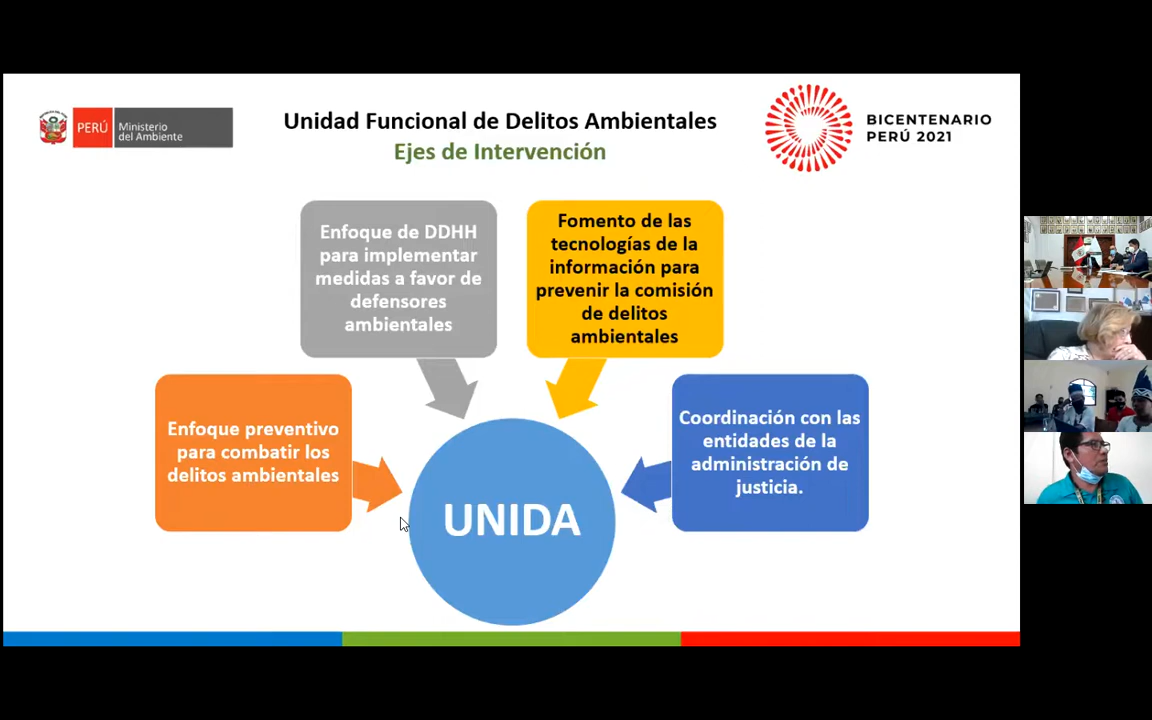 PERÚ
Ministerio
del Ambiente
Unidad Funcional de Delitos Ambientales
Ejes de Intervención
BICENTENARIO
PERÚ 2021
Enfoque de DDHH
para implementar
medidas a favor de
defensores
ambientales
Fomento de las
tecnologías de la
información para
prevenir la comisión
de delitos
ambientales
Enfoque preventivo
para combatir los
delitos ambientales
Coordinación con las
entidades de la
administración de
justicia.
UNIDA